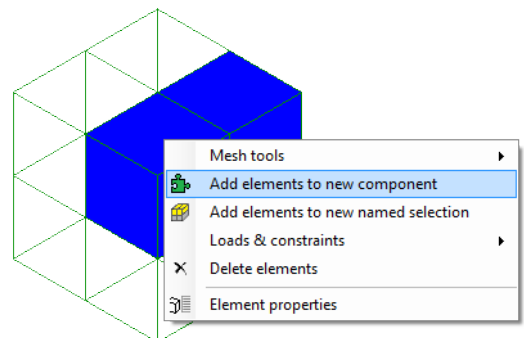 Mesh tools
Add elements to new component
Add elements to new named selection
Loads & constraints
Delete elements
Element properties